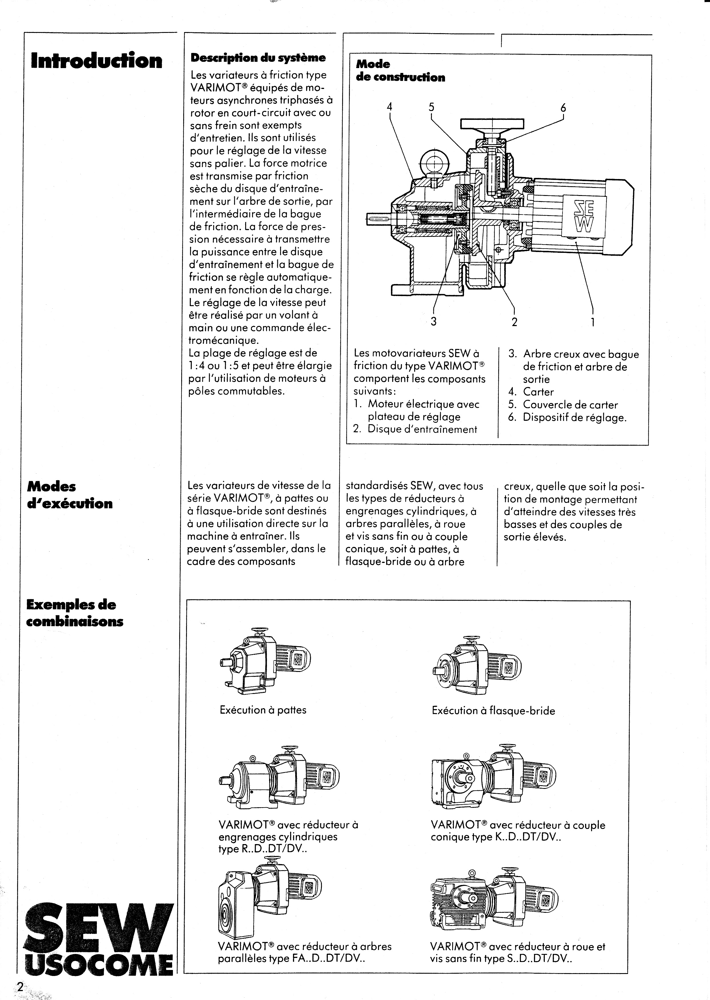 Introduction
Description du système
Les variateurs à friction type
VARIMOT® équipés de mo-
teurs asynchrones triphasés à
rotor en court-circuit avec ou
sans frein sont exempts
d'entretien. Ils sont utilisés
pour le réglage de la vitesse
sans palier. La force motrice
est transmise par friction
sèche du disque d'entraîne-
ment sur l'arbre de sortie, par
l'intermédiaire de la bague
de friction. La force de pres-
sion nécessaire à transmettre
la puissance entre le disque
d'entraînement et la bague de
friction se règle automatique-
ment en fonction de la charge.
Le réglage de la vitesse peut
être réalisé par un volant à
main ou une commande élec-
tromécanique.
La plage de réglage est de
1:4 ou 1:5 et peut être élargie
par l'utilisation de moteurs à
pôles commutables.
Mode
de construction
4 5 6
SEW
3 2 1
Les motovariateurs SEW à
friction du type VARIMOT®
comportent les composants
suivants:
1. Moteur électrique avec
plateau de réglage
2. Disque d'entraînement
3. Arbre creux avec bague
de friction et arbre de
sortie
4. Carter
5. Couvercle de carter
6. Dispositif de réglage.
Modes
d'exécution
Les variateurs de vitesse de la
série VARIMOT®, à pattes ou
à flasque-bride sont destinés
à une utilisation directe sur la
machine à entraîner. Ils
peuvent s'assembler, dans le
cadre des composants
standardisés SEW, avec tous
les types de réducteurs à
engrenages cylindriques, à
arbres parallèles, à roue
et vis sans fin ou à couple
conique, soit à pattes, à
flasque-bride ou à arbre
creux, quelle que soit la posi-
tion de montage permettant
d'atteindre des vitesses très
basses et des couples de
sortie élevés.
Exemples de
combinaisons
SEW
SEW
Exécution à pattes
Exécution à flasque-bride
SEW
SEW
VARIMOT® avec réducteur à
engrenages cylindriques
type R..D..DT/DV..
VARIMOT® avec réducteur à couple
conique type K..D..DT/DV..
SEW
SEW
VARIMOT® avec réducteur à arbres
parallèles type FA..D..DT/DV..
VARIMOT® avec réducteur à roue et
vis sans fin type S..D..DT/DV..
SEW
USOCOME
2